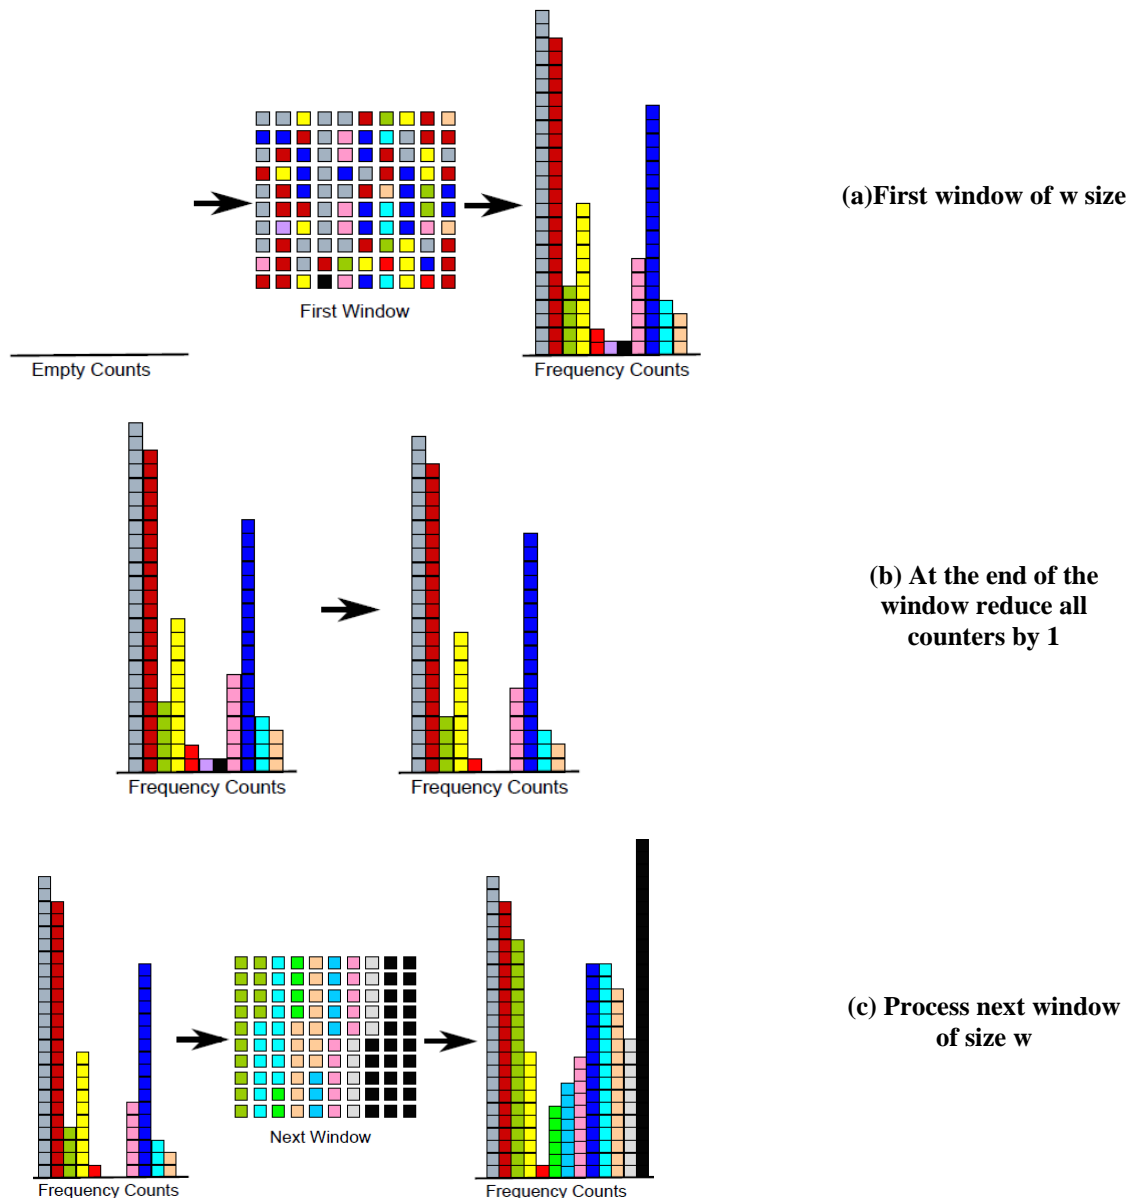 (a)First window of w size
First Window
Empty Counts
Frequency Counts
(b) At the end of the
window reduce all
counters by 1
Frequency Counts
Frequency Counts
(c) Process next window
of size w
Next Window
Frequency Counts
Frequency Counts